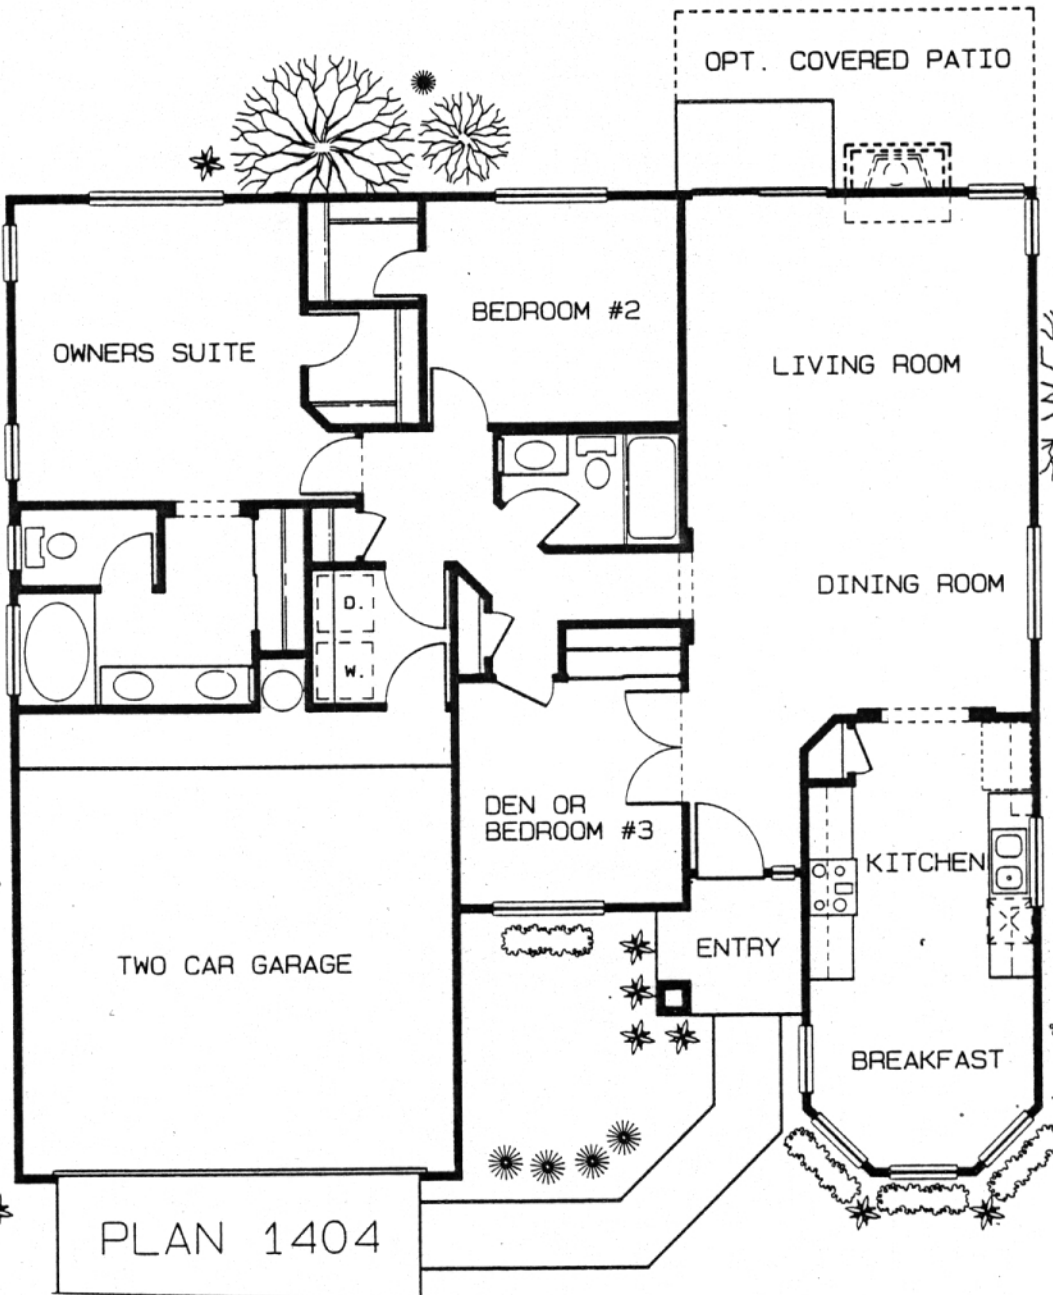 OPT. COVERED PATIO
BEDROOM #2
OWNERS SUITE
LIVING ROOM
DINING ROOM
D.
W.
DEN OR
BEDROOM #3
KITCHEN
ENTRY
TWO CAR GARAGE
BREAKFAST
PLAN 1404